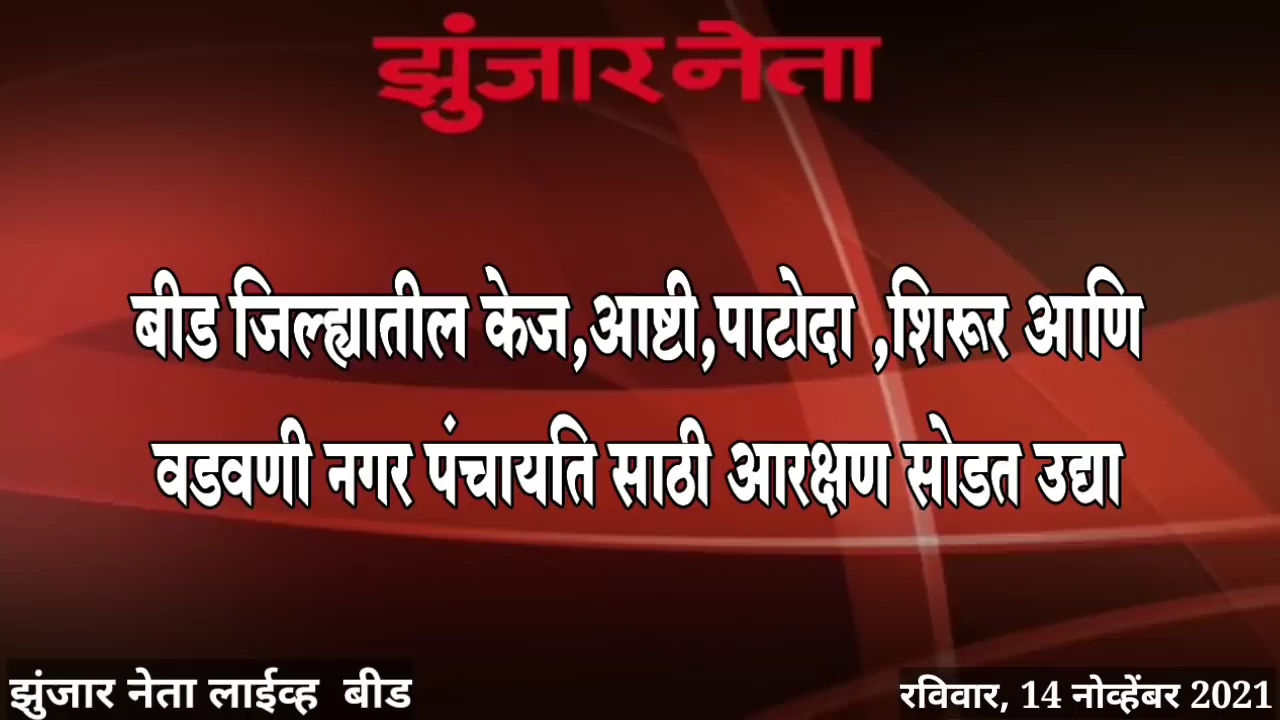 झुंजार नेता
बीड जिल्ह्यातील केज,आष्टी,पाटोदा ,शिरूर आणि
वडवणी नगर पंचायति साठी आरक्षण सोडत उद्या
झुंजार नेता लाईव्ह बीड
रविवार, 14 नोव्हेंबर 2021